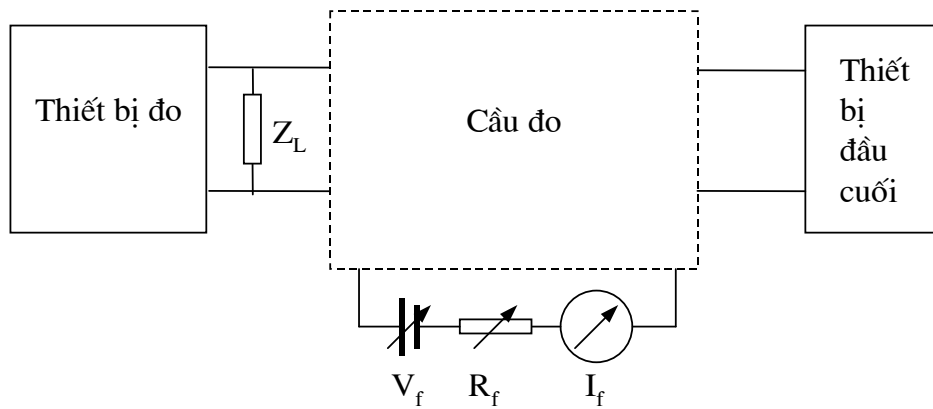 Thiết bị đo
Z_L
Cầu đo
Thiết
bị
đầu
cuối
V_f
R_f
I_f